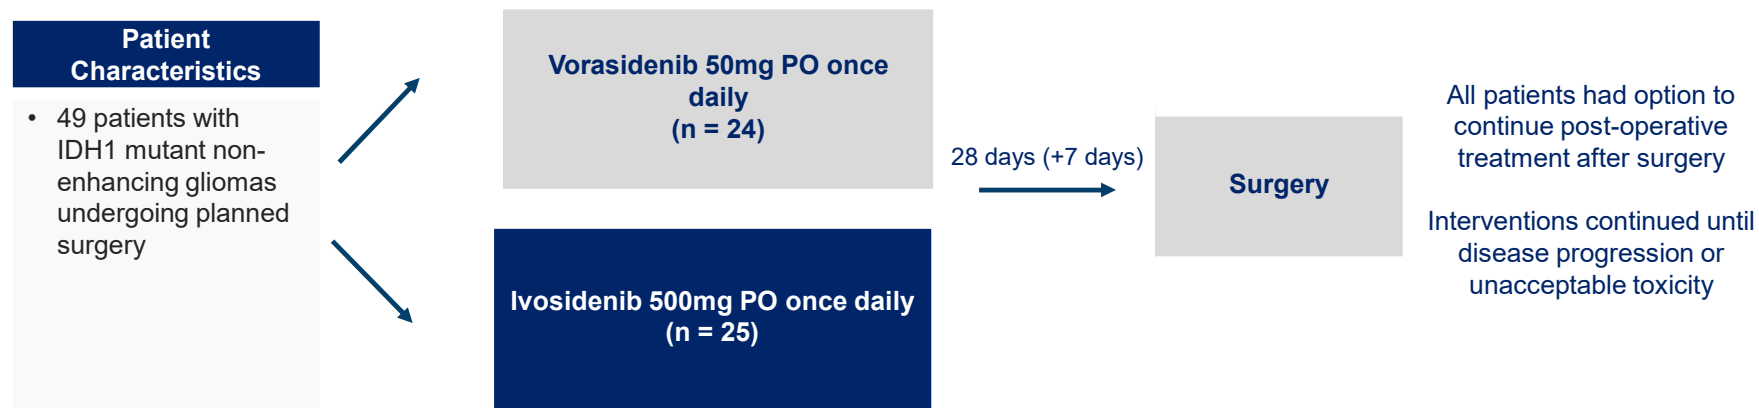 Patient
Characteristics
• 49 patients with
IDH1 mutant non-
enhancing gliomas
undergoing planned
surgery
Vorasidenib 50mg PO once
daily
(n = 24)
Ivosidenib 500mg PO once daily
(n = 25)
28 days (+7 days)
Surgery
All patients had option to
continue post-operative
treatment after surgery
Interventions continued until
disease progression or
unacceptable toxicity